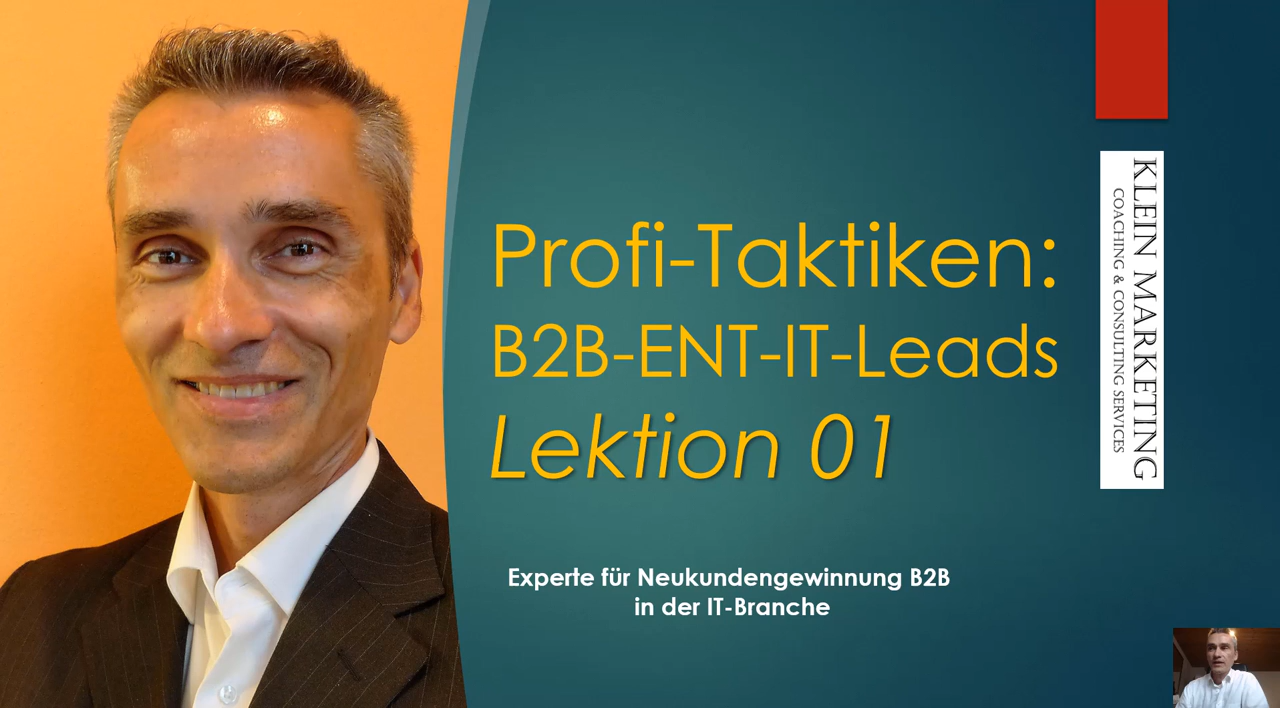 Profi-Taktiken:
B2B-ENT-IT-Leads
Lektion 01
Experte für Neukundengewinnung B2B
in der IT-Branche
KLEIN MARKETING
COACHING & CONSULTING SERVICES